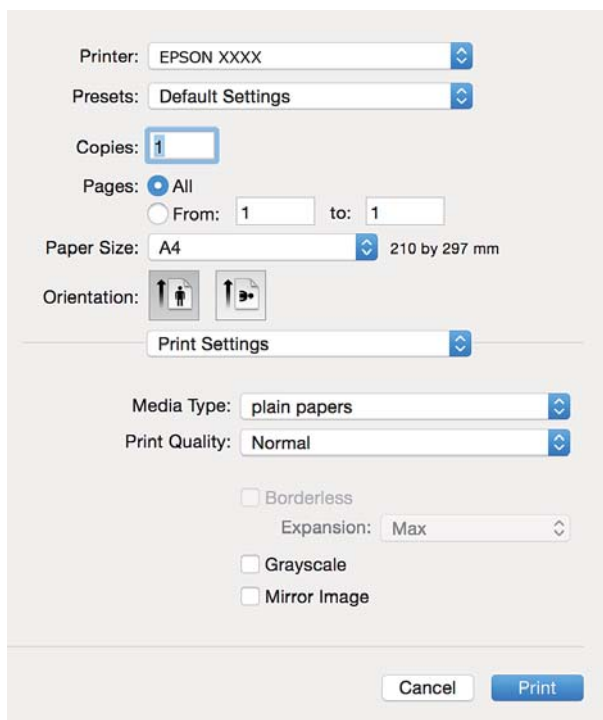 Printer: EPSON XXXX
Presets: Default Settings
Copies: 1
Pages: All
From: 1 to: 1
Paper Size: A4 210 by 297 mm
Orientation:
Print Settings
Media Type: plain papers
Print Quality: Normal
Borderless
Expansion: Max
Grayscale
Mirror Image
Cancel Print